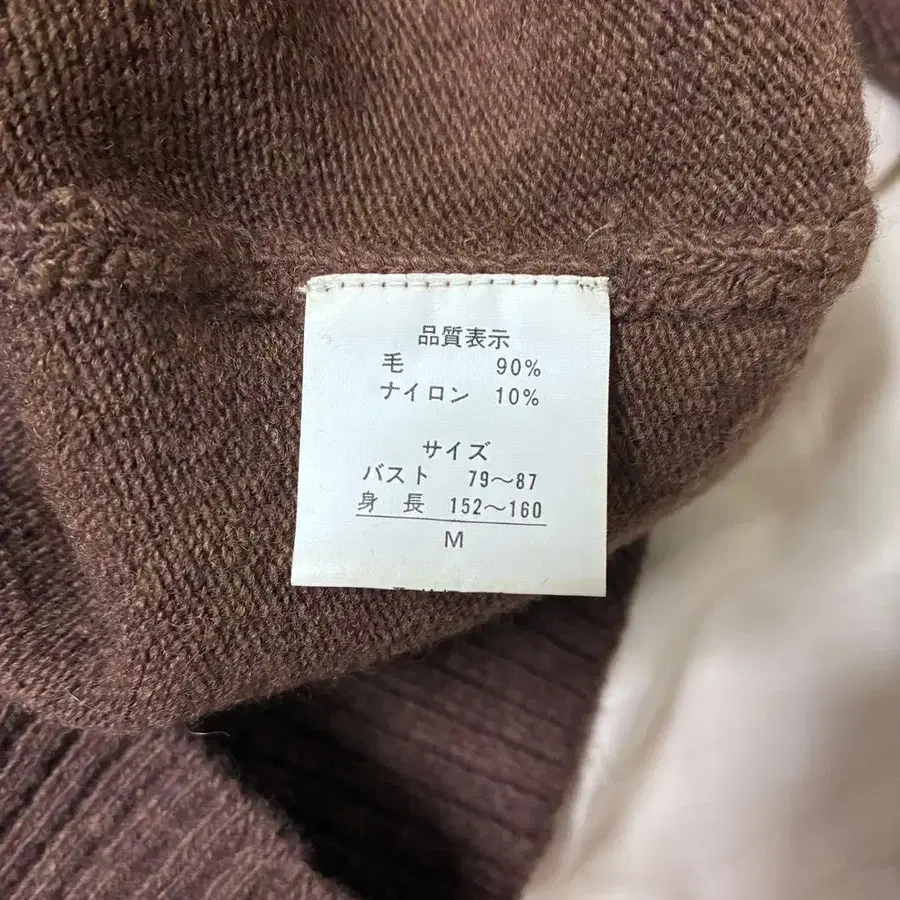 品質表示
毛 90%
ナイロン 10%
サイズ
バスト 79～87
身長 152～160
M